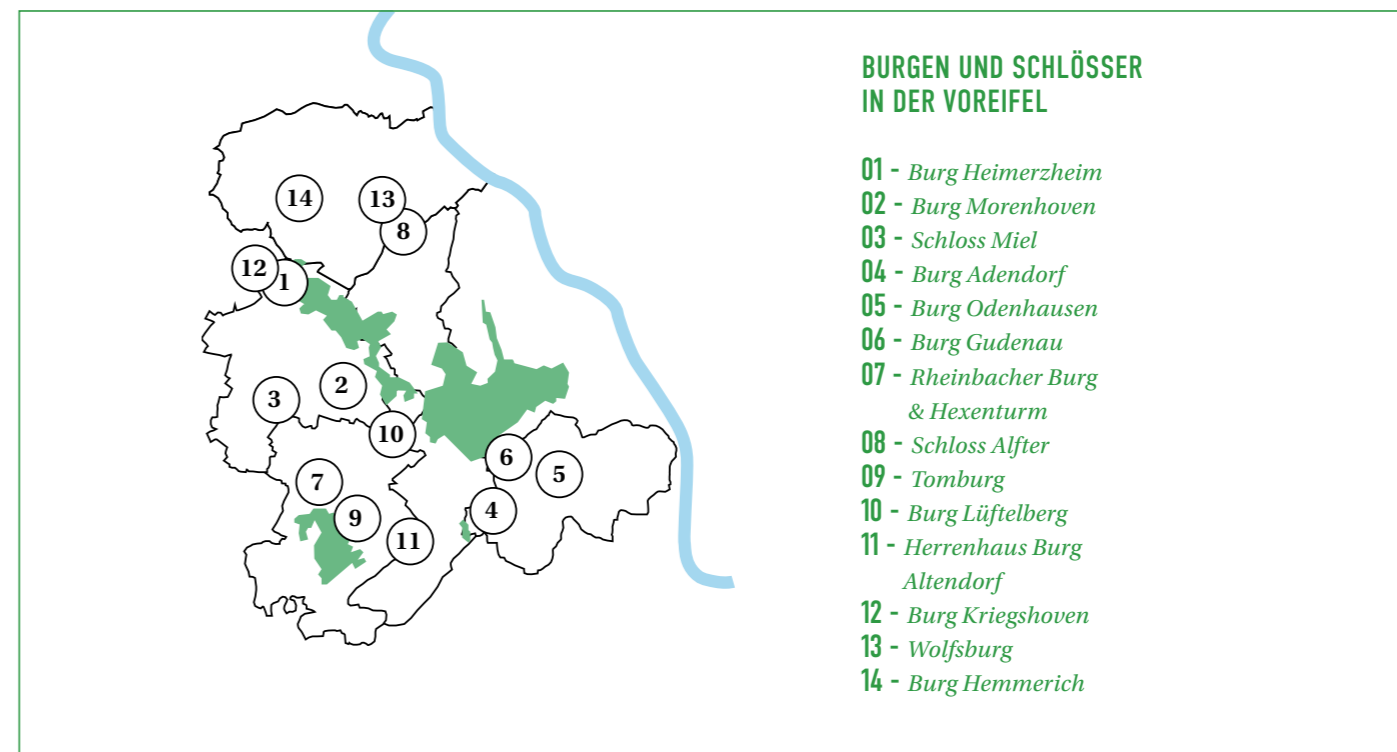 BURGEN UND SCHLÖSSER
IN DER VOREIFEL
01 - Burg Heimerzheim
02 - Burg Morenhoven
03 - Schloss Miel
04 - Burg Adendorf
05 - Burg Odenhausen
06 - Burg Gudenau
07 - Rheinbacher Burg
& Hexenturm
08 - Schloss Alfter
09 - Tomburg
10 - Burg Lüftelberg
11 - Herrenhaus Burg
Altendorf
12 - Burg Kriegshoven
13 - Wolfsburg
14 - Burg Hemmerich
14
13
8
12
1
2
3
10
6
5
7
4
9
11